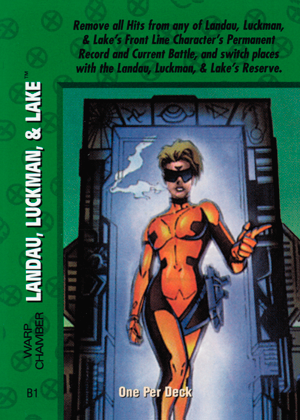 Remove all Hits from any of Landau, Luckman,
& Lake's Front Line Character's Permanent
Record and Current Battle, and switch places
with the Landau, Luckman, & Lake's Reserve.
LANDAU, LUCKMAN, & LAKE™
WARP
CHAMBER
B1
One Per Deck